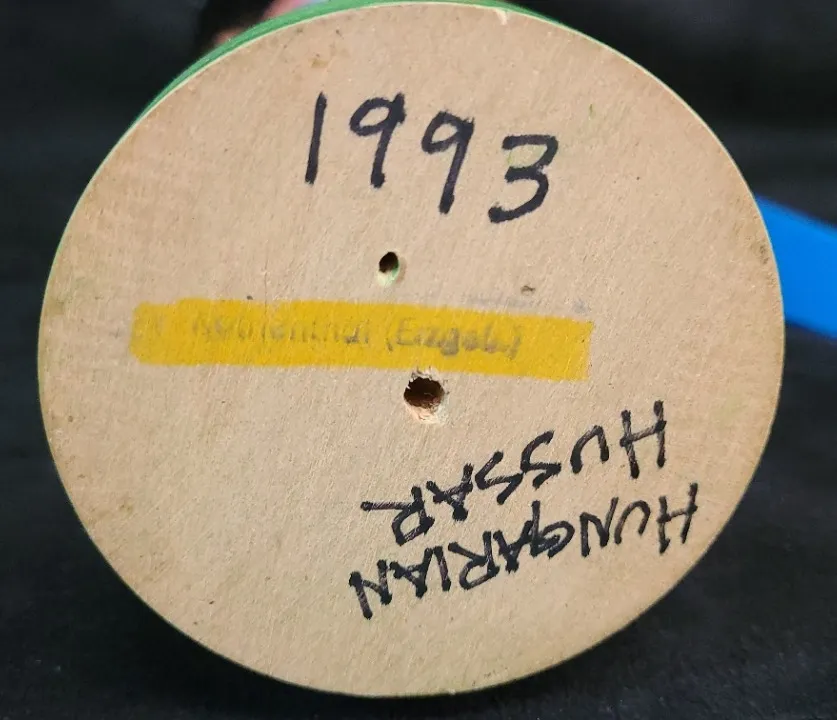 1993
(Erzgeb.)
HUNGARIAN
HUSSAR